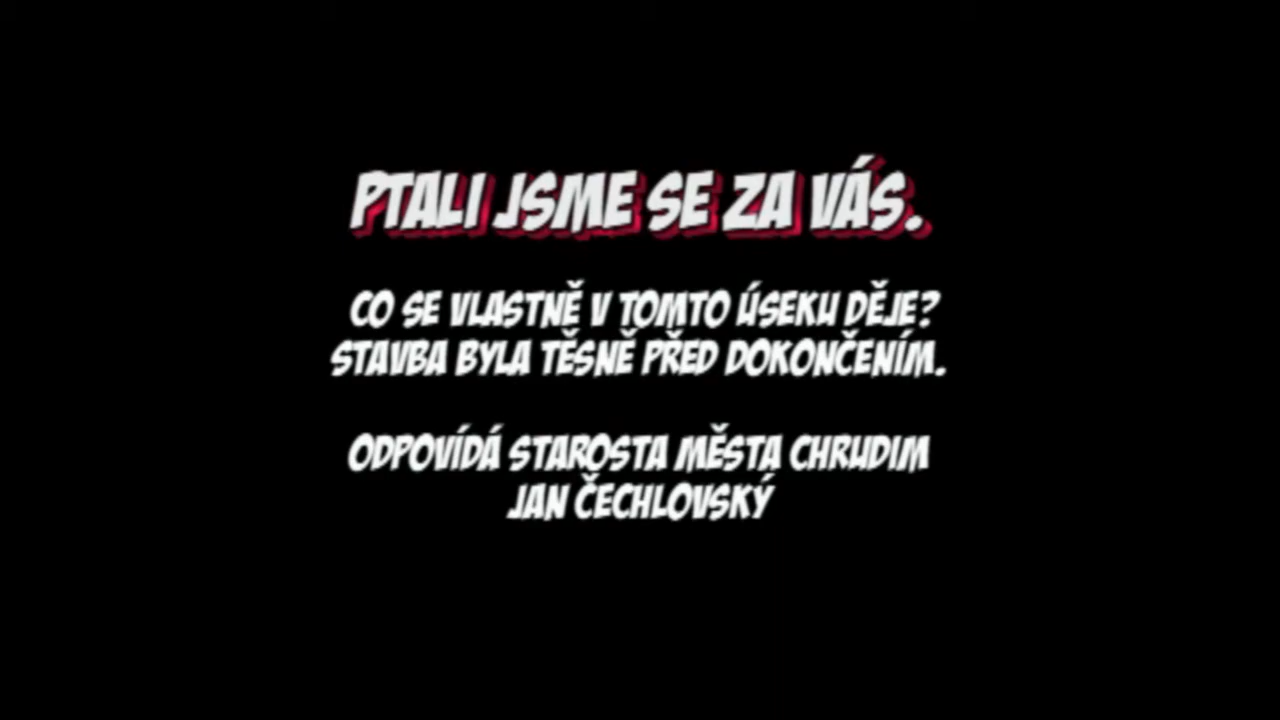 PTALI JSME SE ZA VÁS.
CO SE VLASTNĚ V TOMTO ÚSEKU DĚJE?
STAVBA BYLA TĚSNĚ PŘED DOKONČENÍM.
ODPOVÍDÁ STAROSTA MĚSTA CHRUDIM
JAN ČECHLOVSKÝ